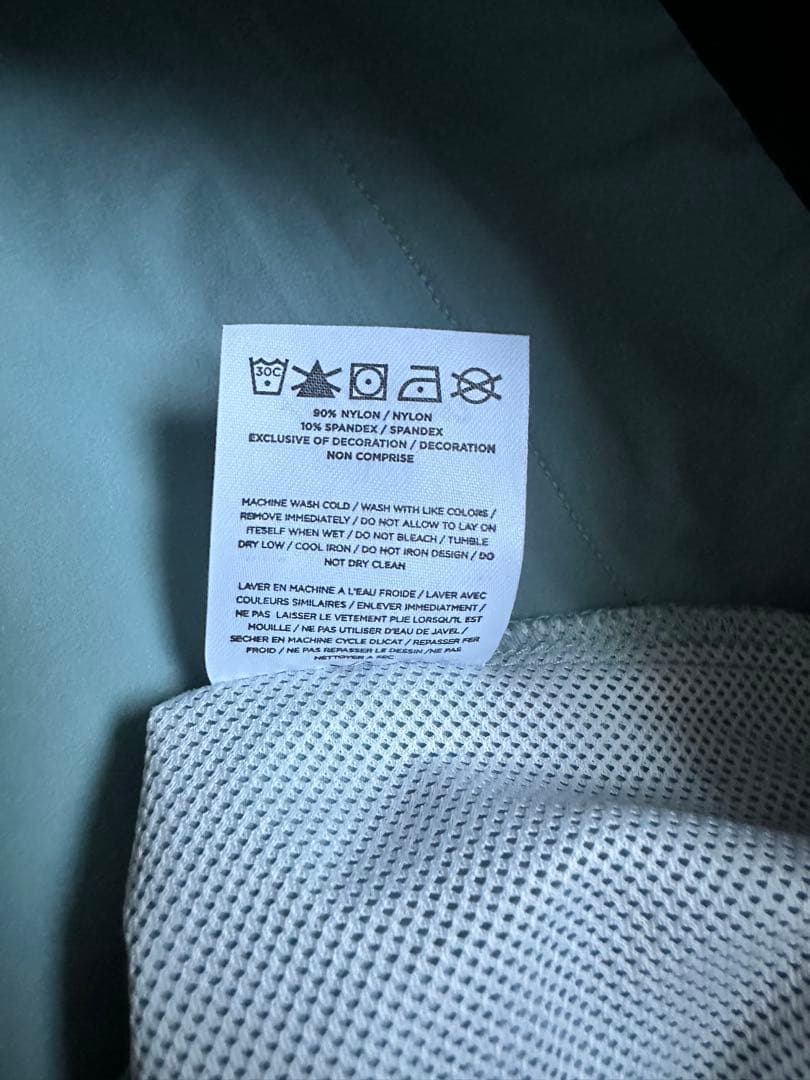 30C
90% NYLON / NYLON
10% SPANDEX / SPANDEX
EXCLUSIVE OF DECORATION / DECORATION
NON COMPRISE
MACHINE WASH COLD / WASH WITH LIKE COLORS /
REMOVE IMMEDIATELY / DO NOT ALLOW TO LAY ON
ITESELF WHEN WET / DO NOT BLEACH / TUMBLE
DRY LOW / COOL IRON / DO NOT IRON DESIGN / DO
NOT DRY CLEAN
LAVER EN MACHINE A L'EAU FROIDE / LAVER AVEC
COULEURS SIMILAIRES / ENLEVER IMMEDIATMENT /
NE PAS LAISSER LE VETEMENT PLIE LORSQU'IL EST
HOUILLE / NE PAS UTILISER D'EAU DE JAVEL /
SECHER EN MACHINE CYCLE DLICAT / REPASSER FER
FROID / NE PAS REPASSER LE DESSIN /NE PAS
NETTOYER A SEC